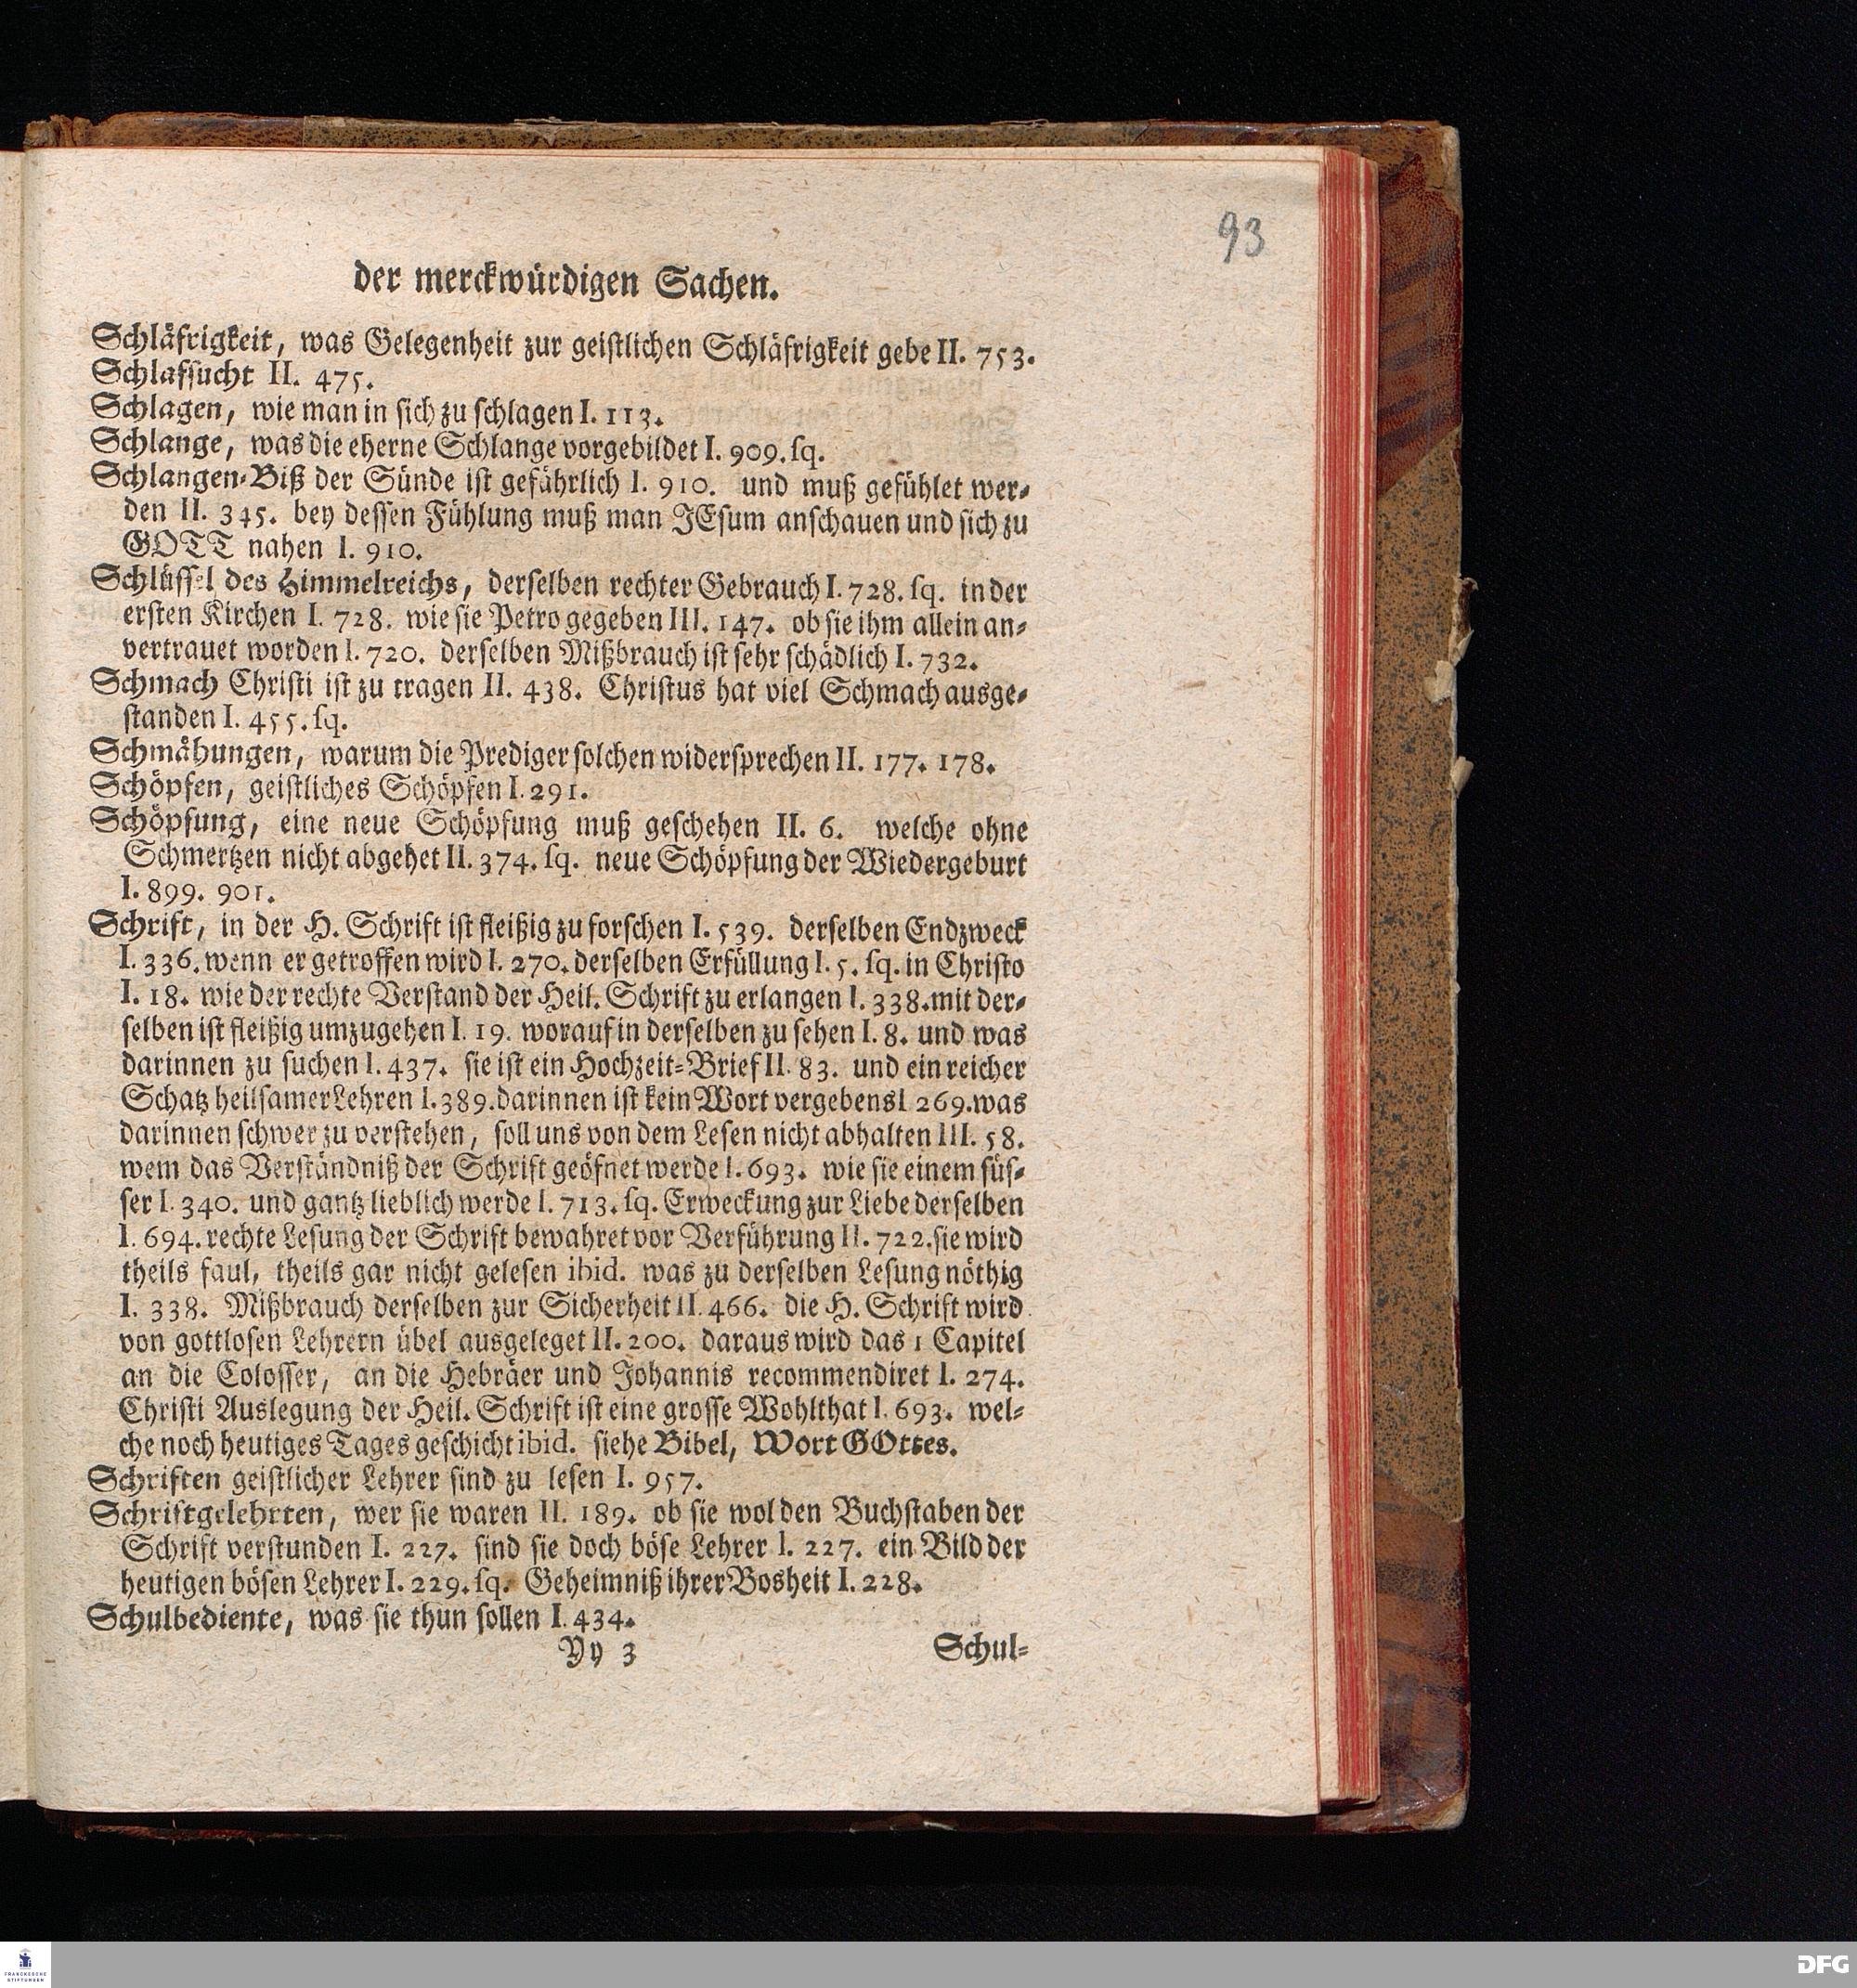 93
der merckwürdigen Sachen.
Schläfrigkeit, was Gelegenheit zur geistlichen Schläfrigkeit gebe II. 753.
Schlafsucht II. 475.
Schlagen, wie man in sich zu schlagen I. 113.
Schlange, was die eherne Schlange vorgebildet I. 909. sq.
Schlangen-Biß der Sünde ist gefährlich I. 910. und muß gefühlet wer-
den II. 345. bey dessen Fühlung muß man JEsum anschauen und sich zu
GOTT nahen I. 910.
Schlüssel des Himmelreichs, derselben rechter Gebrauch I. 728. sq. in der
ersten Kirchen I. 728. wie sie Petro gegeben III. 147. ob sie ihm allein an-
vertrauet worden I. 720. derselben Mißbrauch ist sehr schädlich I. 732.
Schmach Christi ist zu tragen II. 438. Christus hat viel Schmach ausge-
standen I. 455. sq.
Schmähungen, warum die Prediger solchen widersprechen II. 177. 178.
Schöpfen, geistliches Schöpfen I. 291.
Schöpfung, eine neue Schöpfung muß geschehen II. 6. welche ohne
Schmertzen nicht abgehet II. 374. sq. neue Schöpfung der Wiedergeburt
I. 899. 901.
Schrift, in der H. Schrift ist fleißig zu forschen I. 539. derselben Endzweck
I. 336. wenn er getroffen wird I. 270. derselben Erfüllung I. 5. sq. in Christo
I. 18. wie der rechte Verstand der Heil. Schrift zu erlangen I. 338. mit der-
selben ist fleißig umzugehen I. 19. worauf in derselben zu sehen I. 8. und was
darinnen zu suchen I. 437. sie ist ein Hochzeit-Brief II. 83. und ein reicher
Schatz heilsamer Lehren I. 389. darinnen ist kein Wort vergebens I 269. was
darinnen schwer zu verstehen, soll uns von dem Lesen nicht abhalten III. 58.
wem das Verständniß der Schrift geöfnet werde I. 693. wie sie einem süs-
ser I. 340. und gantz lieblich werde I. 713. sq. Erweckung zur Liebe derselben
I. 694. rechte Lesung der Schrift bewahret vor Verführung II. 722. sie wird
theils faul, theils gar nicht gelesen ibid. was zu derselben Lesung nöthig
I. 338. Mißbrauch derselben zur Sicherheit II. 466. die H. Schrift wird
von gottlosen Lehrern übel ausgeleget II. 200. daraus wird das 1 Capitel
an die Colosser, an die Hebräer und Johannis recommendiret I. 274.
Christi Auslegung der Heil. Schrift ist eine grosse Wohlthat I. 693. wel-
che noch heutiges Tages geschicht ibid. siehe Bibel, Wort GOttes.
Schriften geistlicher Lehrer sind zu lesen I. 957.
Schriftgelehrten, wer sie waren II. 189. ob sie wol den Buchstaben der
Schrift verstunden I. 227. sind sie doch böse Lehrer I. 227. ein Bild der
heutigen bösen Lehrer I. 229. sq. Geheimniß ihrer Bosheit I. 228.
Schulbediente, was sie thun sollen I. 434.
Yy 3 Schul-
FRANCKESCHE
STIFTUNGEN
DFG